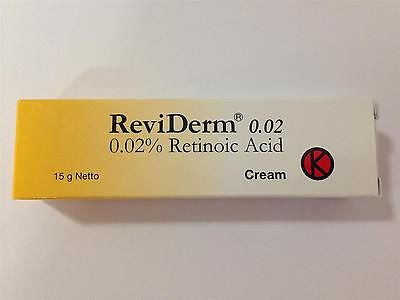 ReviDerm® 0.02
0.02% Retinoic Acid
15 g Netto
Cream
K